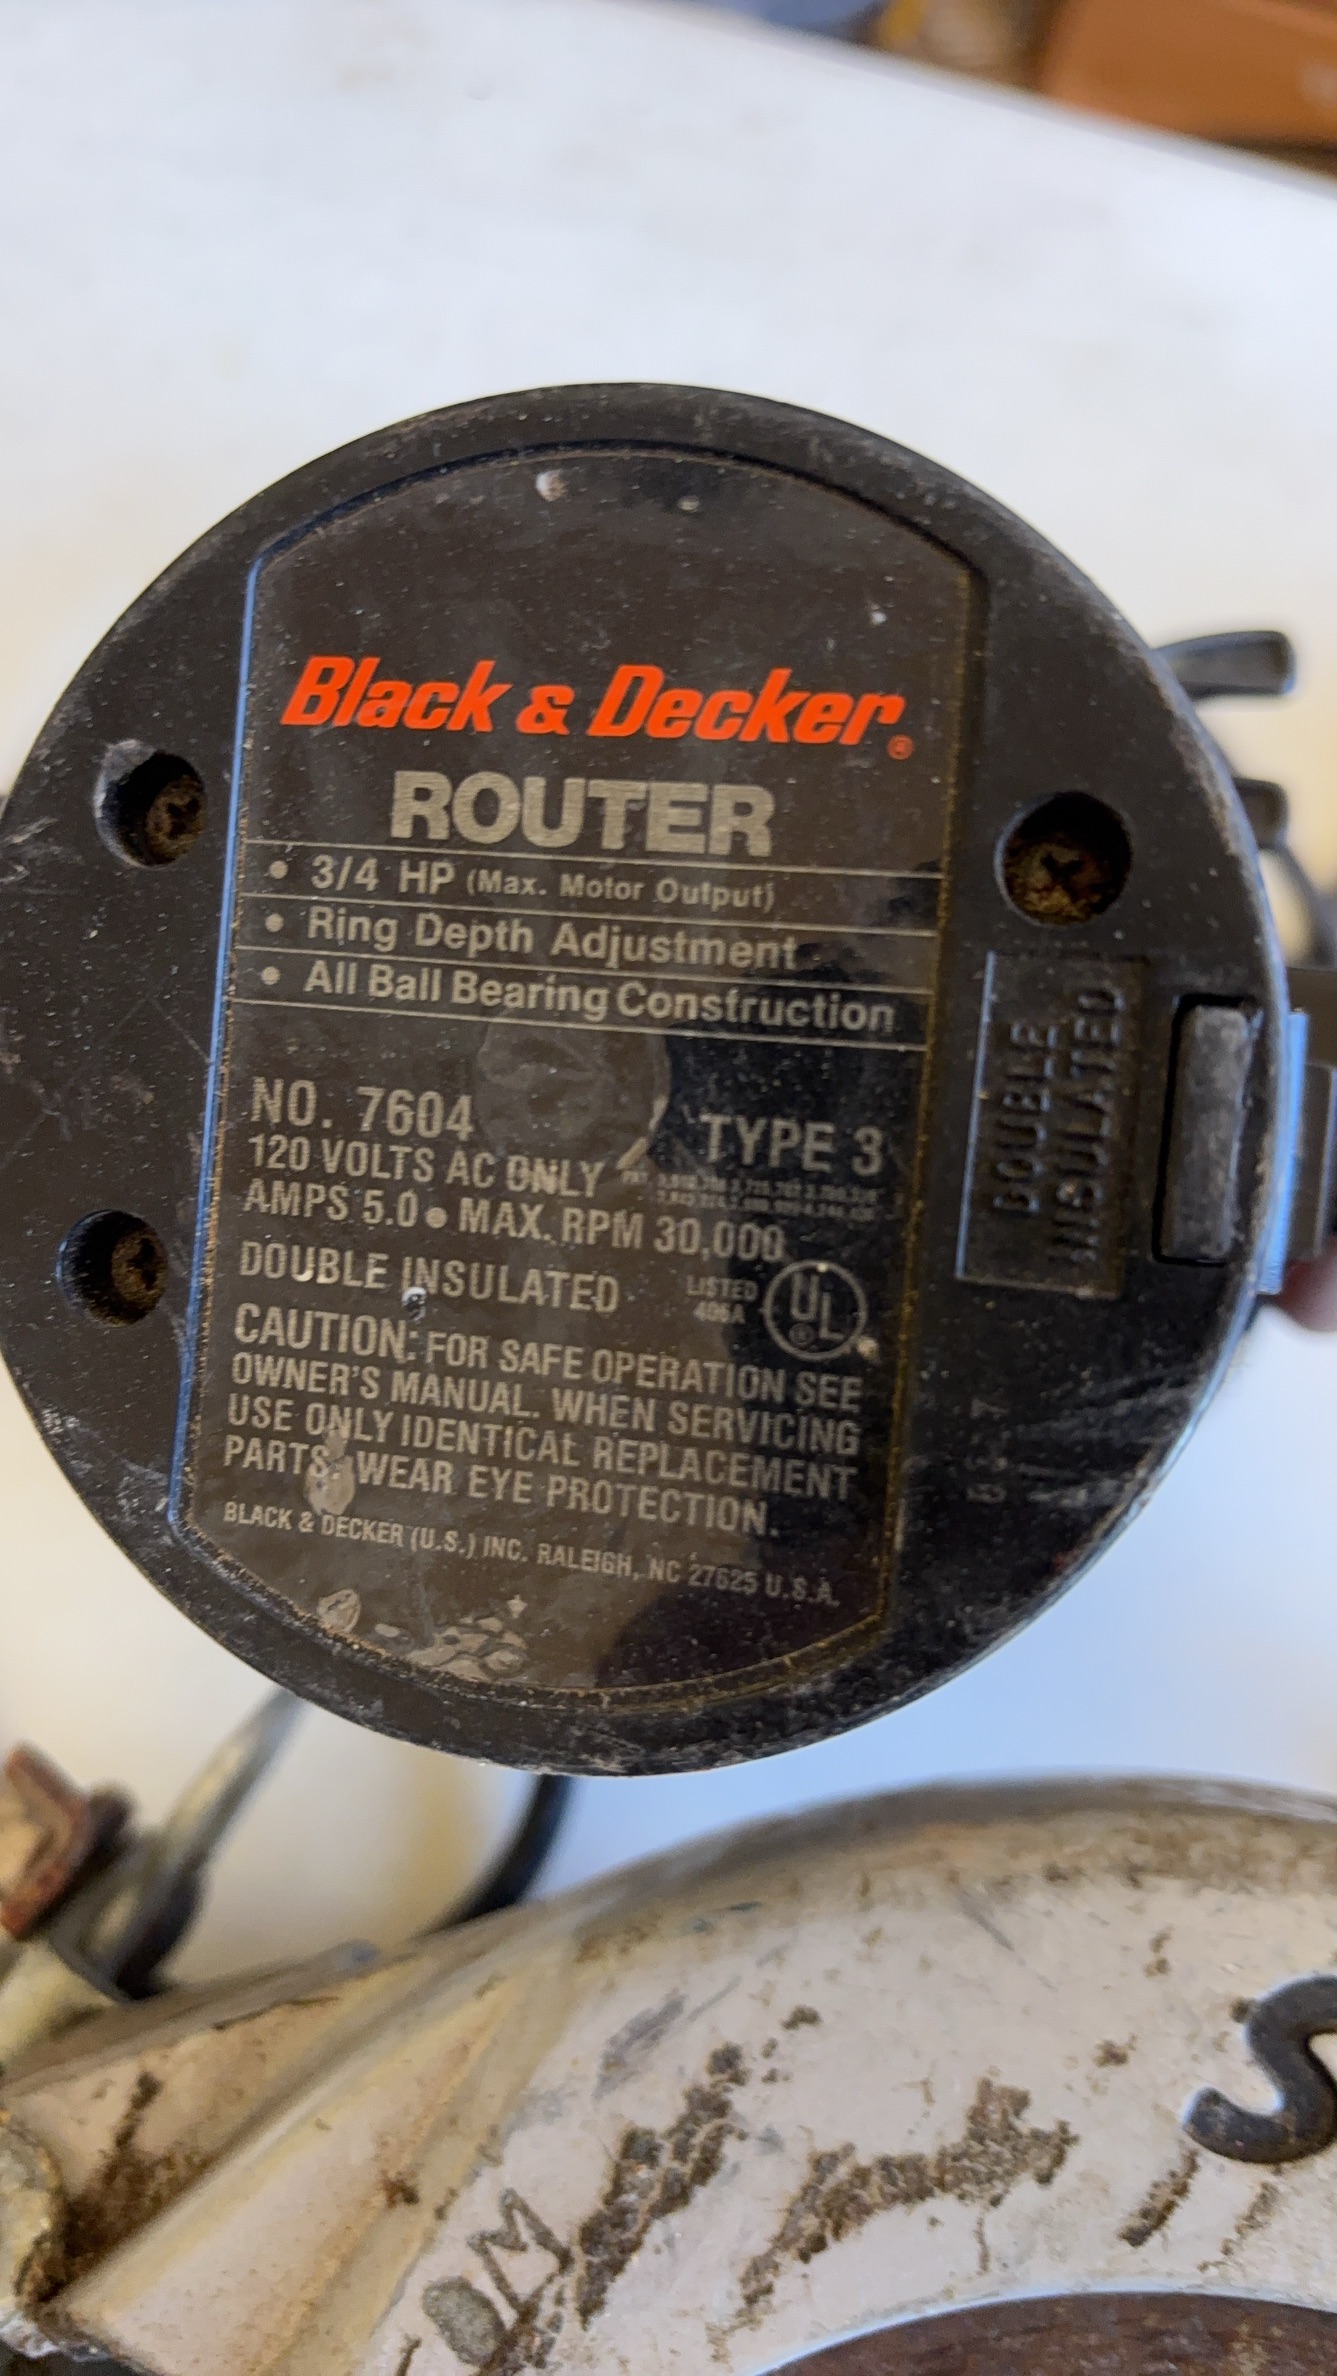 Black & Decker®
ROUTER
• 3/4 HP (Max. Motor Output)
• Ring Depth Adjustment
• All Ball Bearing Construction
NO. 7604
TYPE 3
120 VOLTS AC ONLY
AMPS 5.0 • MAX. RPM 30,000
DOUBLE INSULATED
LISTED
UL®
CAUTION: FOR SAFE OPERATION SEE
OWNER'S MANUAL. WHEN SERVICING
USE ONLY IDENTICAL REPLACEMENT
PARTS. WEAR EYE PROTECTION.
BLACK & DECKER (U.S.) INC. RALEIGH, NC 27625 U.S.A.
DOUBLE
INSULATED
S